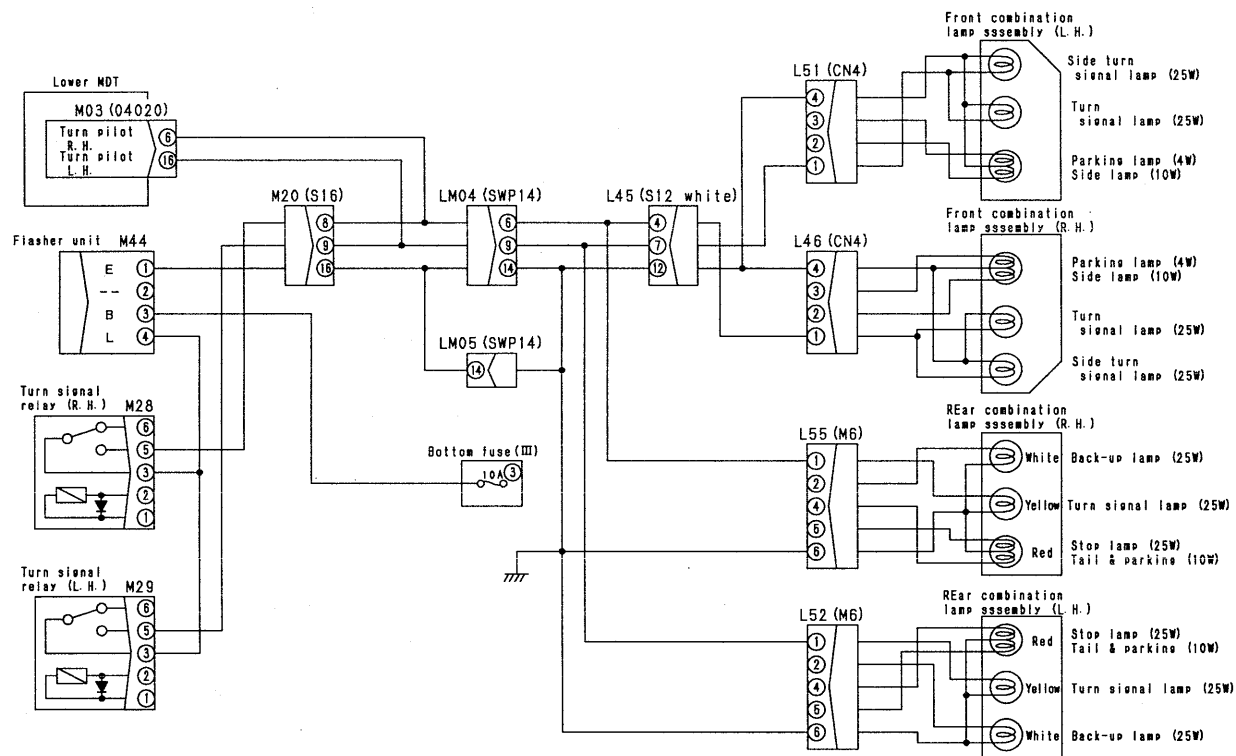 Lower MDT
M03 (04020)
Turn pilot
R.H.
Turn pilot
L.H.
6
16
Flasher unit M44
E 1
-- 2
B 3
L 4
Turn signal
relay (R.H.) M28
6
5
3
2
1
Turn signal
relay (L.H.) M29
6
5
3
2
1
M20 (S16)
8
9
16
LM04 (SWP14)
6
9
14
LM05 (SWP14)
14
Bottom fuse (III)
10A 3
L45 (S12 white)
4
7
12
L51 (CN4)
4
3
2
1
L46 (CN4)
4
3
2
1
L55 (M6)
1
2
4
5
6
L52 (M6)
1
2
4
5
6
Front combination
lamp sssembly (L.H.)
Side turn
signal lamp (25W)
Turn
signal lamp (25W)
Parking lamp (4W)
Side lamp (10W)
Front combination
lamp sssembly (R.H.)
Parking lamp (4W)
Side lamp (10W)
Turn
signal lamp (25W)
Side turn
signal lamp (25W)
REar combination
lamp sssembly (R.H.)
White Back-up lamp (25W)
Yellow Turn signal lamp (25W)
Red Stop lamp (25W)
Tail & parking (10W)
REar combination
lamp sssembly (L.H.)
Red Stop lamp (25W)
Tail & parking (10W)
Yellow Turn signal lamp (25W)
White Back-up lamp (25W)